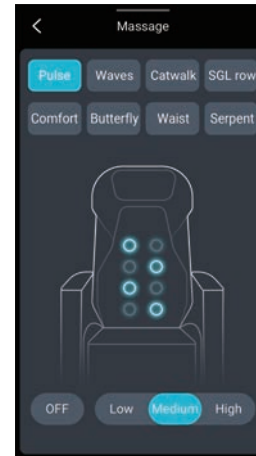 Massage
Pulse Waves Catwalk SGL row
Comfort Butterfly Waist Serpent
OFF Low Medium High